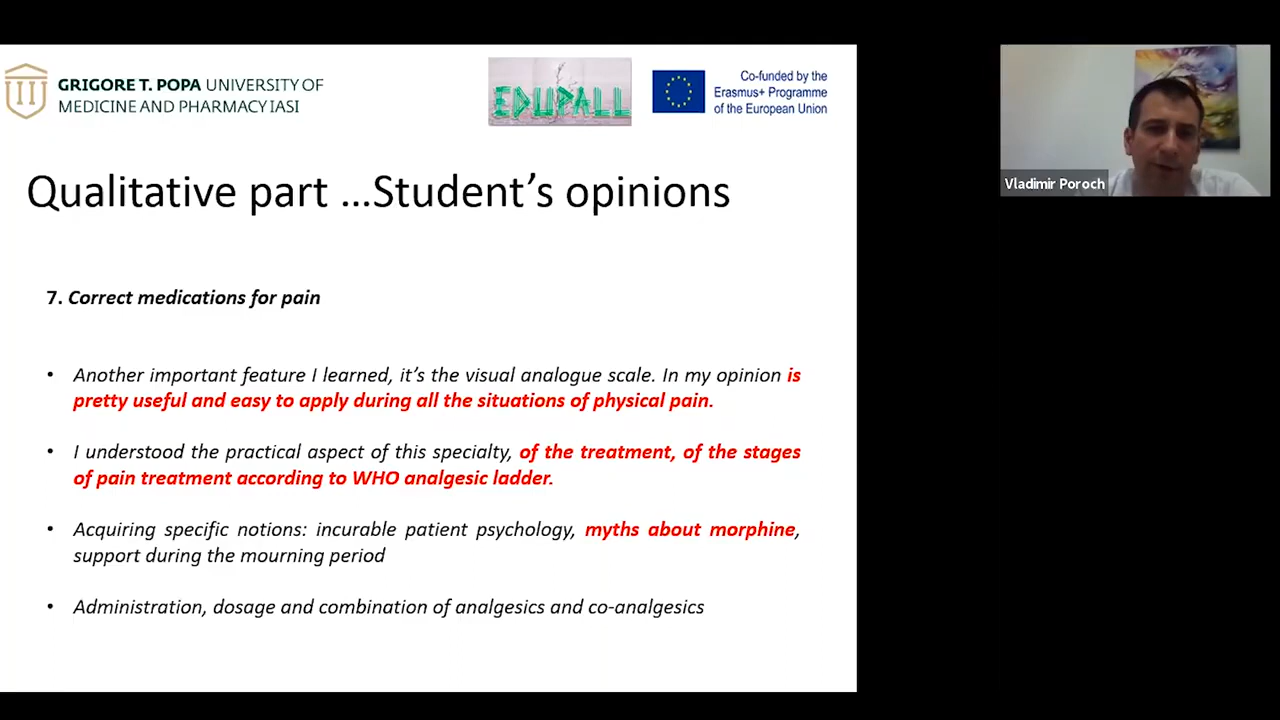 GRIGORE T. POPA UNIVERSITY OF
MEDICINE AND PHARMACY IASI
EDUPALL
Co-funded by the
Erasmus+ Programme
of the European Union
Vladimir Poroch
Qualitative part …Student’s opinions
7. Correct medications for pain
• Another important feature I learned, it’s the visual analogue scale. In my opinion is
pretty useful and easy to apply during all the situations of physical pain.
• I understood the practical aspect of this specialty, of the treatment, of the stages
of pain treatment according to WHO analgesic ladder.
• Acquiring specific notions: incurable patient psychology, myths about morphine,
support during the mourning period
• Administration, dosage and combination of analgesics and co-analgesics